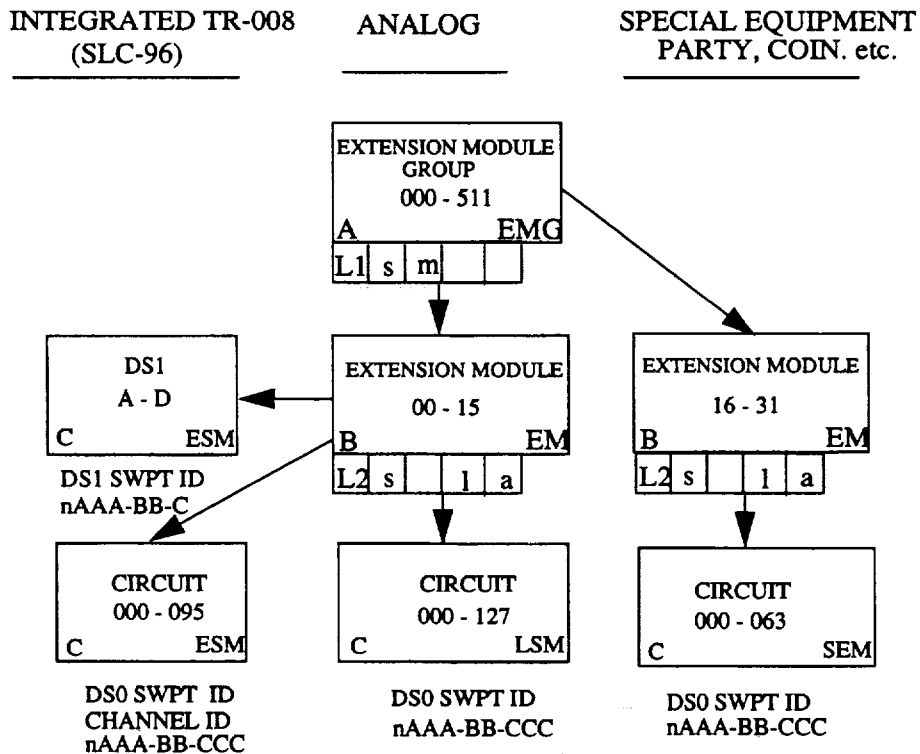 INTEGRATED TR-008
(SLC-96)
ANALOG
SPECIAL EQUIPMENT
PARTY, COIN. etc.
EXTENSION MODULE
GROUP
000 - 511
A EMG
L1 s m
DS1
A - D
C ESM
DS1 SWPT ID
nAAA-BB-C
EXTENSION MODULE
00 - 15
B EM
L2 s l a
EXTENSION MODULE
16 - 31
B EM
L2 s l a
CIRCUIT
000 - 095
C ESM
DS0 SWPT ID
CHANNEL ID
nAAA-BB-CCC
CIRCUIT
000 - 127
C LSM
DS0 SWPT ID
nAAA-BB-CCC
CIRCUIT
000 - 063
C SEM
DS0 SWPT ID
nAAA-BB-CCC